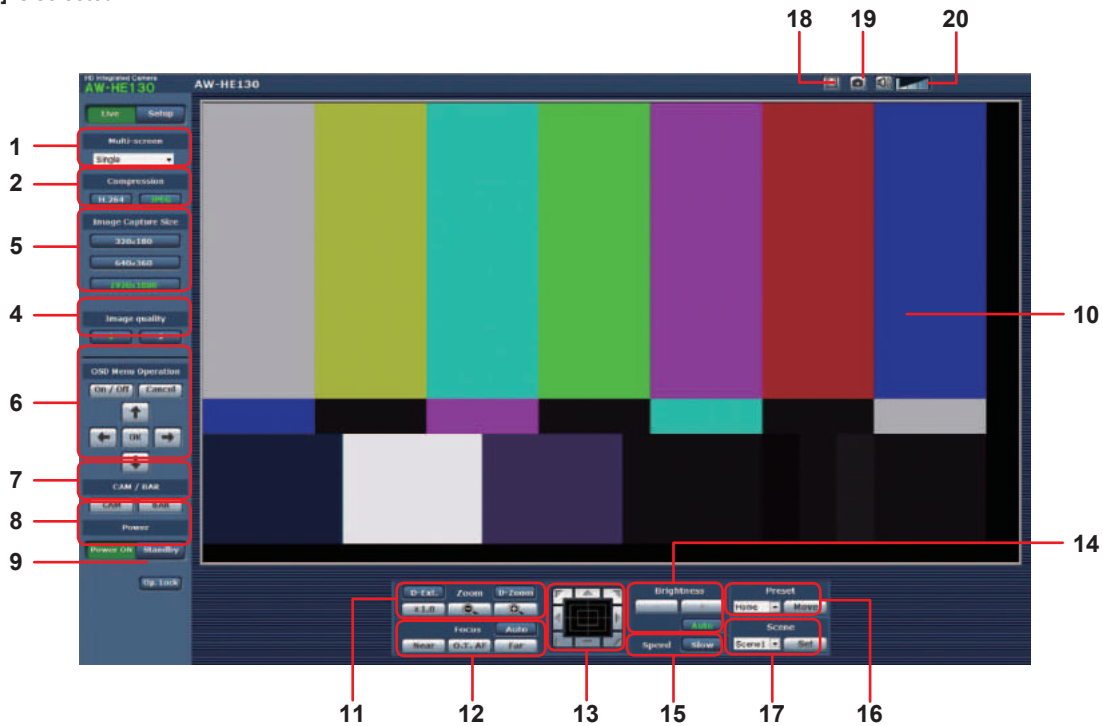 18 19 20
HD Integrated Camera
AW-HE130
AW-HE130
Live Setup
1
Multi-screen
Single
2
Compression
H.264 JPEG
5
Image Capture Size
320x180
640x360
1920x1080
4
Image quality
10
6
OSD Menu Operation
On / Off Cancel
OK
7
CAM / BAR
CAM BAR
8
Power
Power ON Standby
9
Op. Lock
14
D-Ext. Zoom D-Zoom
x1.0
Focus Auto
Near O.T. AF Far
Brightness
- +
Auto
Speed Slow
Preset
Home Move
Scene
Scene1 Set
11 12 13 15 17 16